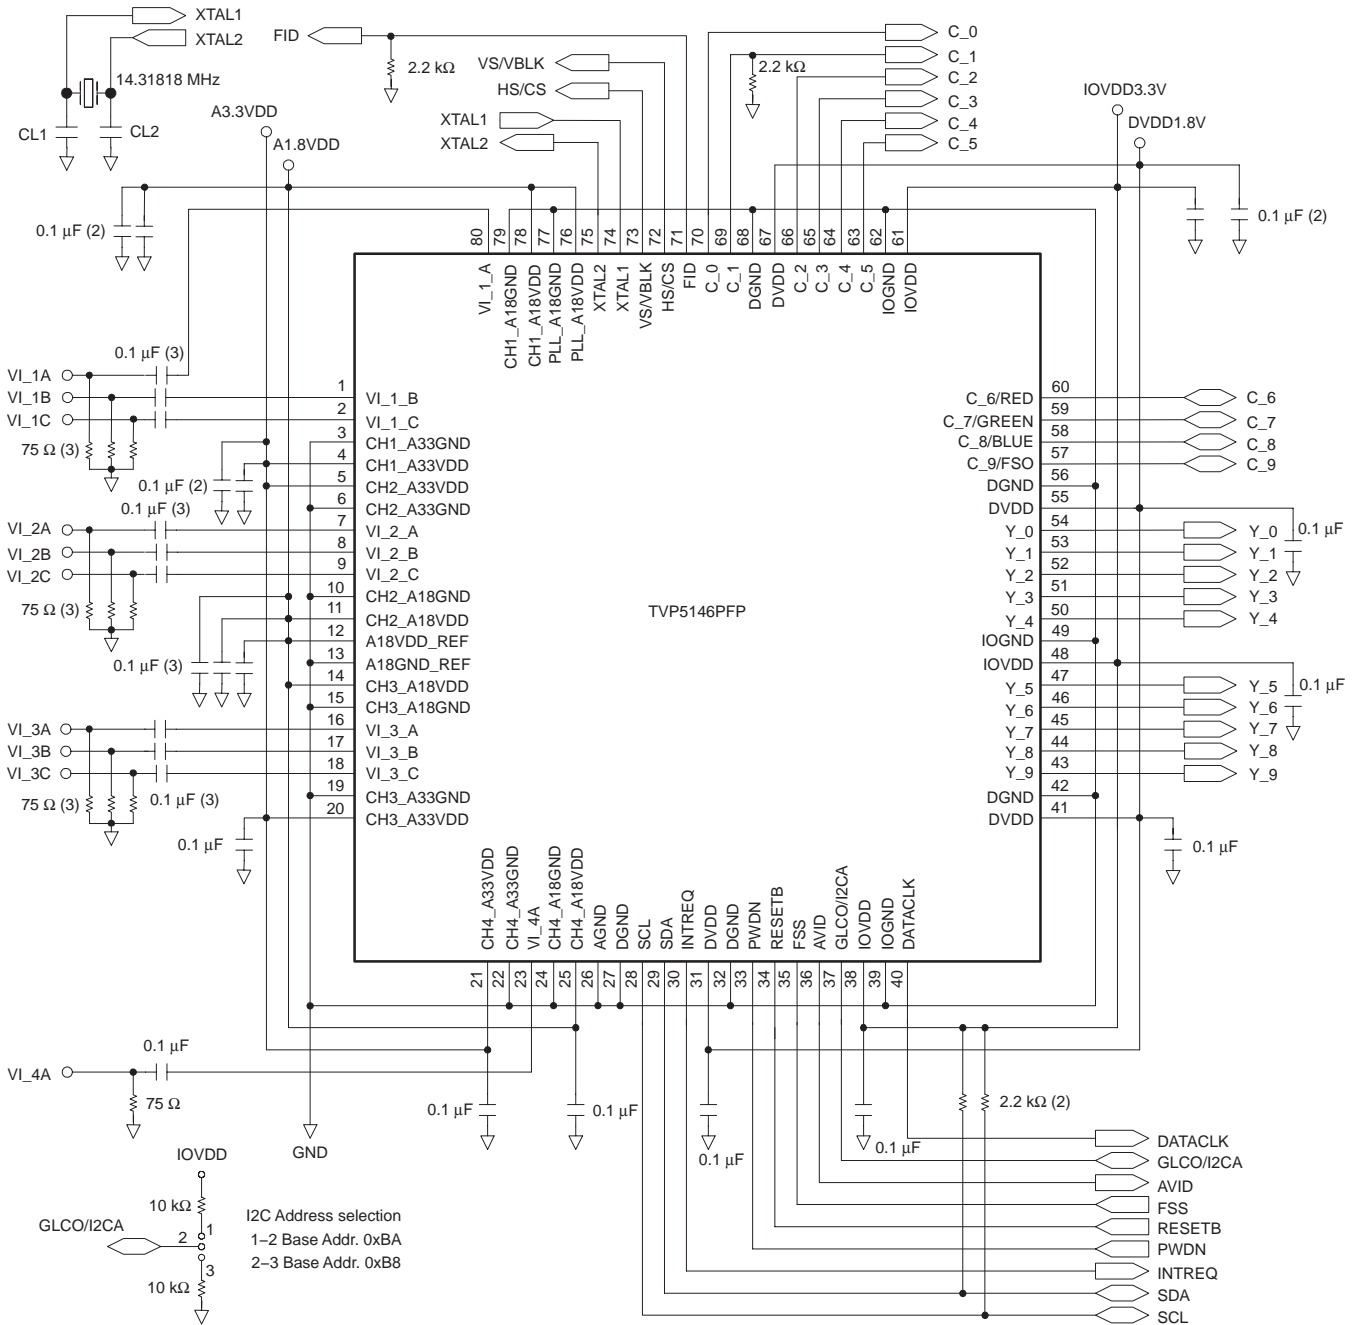 XTAL1
XTAL2
14.31818 MHz
CL1
CL2
A3.3VDD
A1.8VDD
0.1 µF (2)
FID
2.2 kΩ
VS/VBLK
HS/CS
XTAL1
XTAL2
2.2 kΩ
C_0
C_1
C_2
C_3
C_4
C_5
IOVDD3.3V
DVDD1.8V
0.1 µF (2)
80
79
78
77
76
75
74
73
72
71
70
69
68
67
66
65
64
63
62
61
VI_1_A
CH1_A18GND
CH1_A18VDD
PLL_A18GND
PLL_A18VDD
XTAL2
XTAL1
VS/VBLK
HS/CS
FID
C_0
C_1
DGND
DVDD
C_2
C_3
C_4
C_5
IOGND
IOVDD
0.1 µF (3)
VI_1A
VI_1B
VI_1C
75 Ω (3)
0.1 µF (2)
0.1 µF (3)
VI_2A
VI_2B
VI_2C
75 Ω (3)
0.1 µF (3)
VI_3A
VI_3B
VI_3C
75 Ω (3)
0.1 µF (3)
0.1 µF
1 VI_1_B
2 VI_1_C
3 CH1_A33GND
4 CH1_A33VDD
5 CH2_A33VDD
6 CH2_A33GND
7 VI_2_A
8 VI_2_B
9 VI_2_C
10 CH2_A18GND
11 CH2_A18VDD
12 A18VDD_REF
13 A18GND_REF
14 CH3_A18VDD
15 CH3_A18GND
16 VI_3_A
17 VI_3_B
18 VI_3_C
19 CH3_A33GND
20 CH3_A33VDD
TVP5146PFP
C_6/RED 60 C_6
C_7/GREEN 59 C_7
C_8/BLUE 58 C_8
C_9/FSO 57 C_9
DGND 56
DVDD 55
Y_0 54 Y_0
0.1 µF
Y_1 53 Y_1
Y_2 52 Y_2
Y_3 51 Y_3
Y_4 50 Y_4
IOGND 49
IOVDD 48
Y_5 47 Y_5
0.1 µF
Y_6 46 Y_6
Y_7 45 Y_7
Y_8 44 Y_8
Y_9 43 Y_9
DGND 42
DVDD 41
0.1 µF
CH4_A33VDD
CH4_A33GND
VI_4A
CH4_A18GND
CH4_A18VDD
AGND
DGND
SCL
SDA
INTREQ
DVDD
DGND
PWDN
RESETB
FSS
AVID
GLCO/I2CA
IOVDD
IOGND
DATACLK
21
22
23
24
25
26
27
28
29
30
31
32
33
34
35
36
37
38
39
40
0.1 µF
VI_4A
75 Ω
GND
0.1 µF
0.1 µF
0.1 µF
0.1 µF
2.2 kΩ (2)
DATACLK
GLCO/I2CA
AVID
FSS
RESETB
PWDN
INTREQ
SDA
SCL
IOVDD
10 kΩ
GLCO/I2CA
1
2
3
10 kΩ
I2C Address selection
1–2 Base Addr. 0xBA
2–3 Base Addr. 0xB8